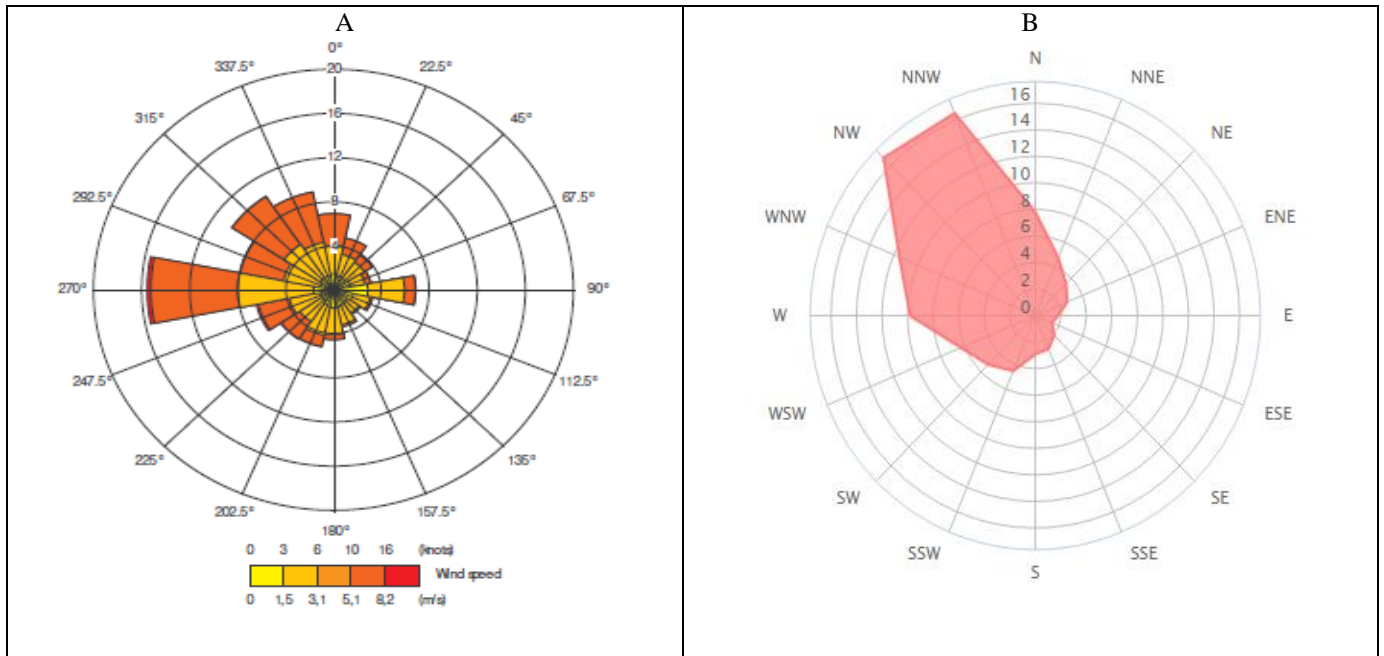 A
0°
337.5°
20
22.5°
315°
16
45°
12
292.5°
8
67.5°
4
270°
90°
247.5°
112.5°
225°
135°
202.5°
157.5°
180°
0 3 6 10 16 (knots)
Wind speed
0 1,5 3,1 5,1 8,2 (m/s)
B
N
NNW
NNE
16
14
NW
NE
12
10
8
WNW
ENE
6
4
2
0
W
E
WSW
ESE
SW
SE
SSW
SSE
S